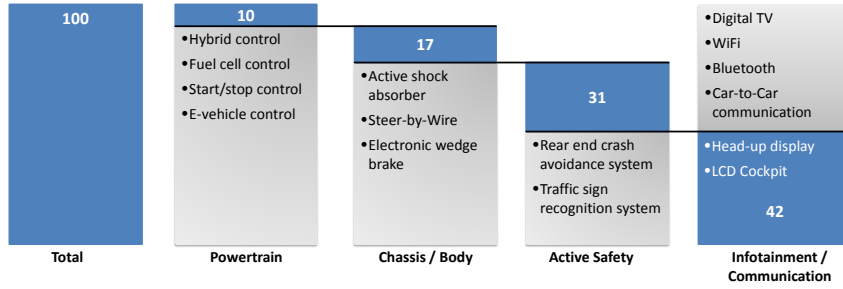 100
Total
10
•Hybrid control
•Fuel cell control
•Start/stop control
•E-vehicle control
Powertrain
17
•Active shock
absorber
•Steer-by-Wire
•Electronic wedge
brake
Chassis / Body
31
•Rear end crash
avoidance system
•Traffic sign
recognition system
Active Safety
•Digital TV
•WiFi
•Bluetooth
•Car-to-Car
communication
•Head-up display
•LCD Cockpit
42
Infotainment /
Communication